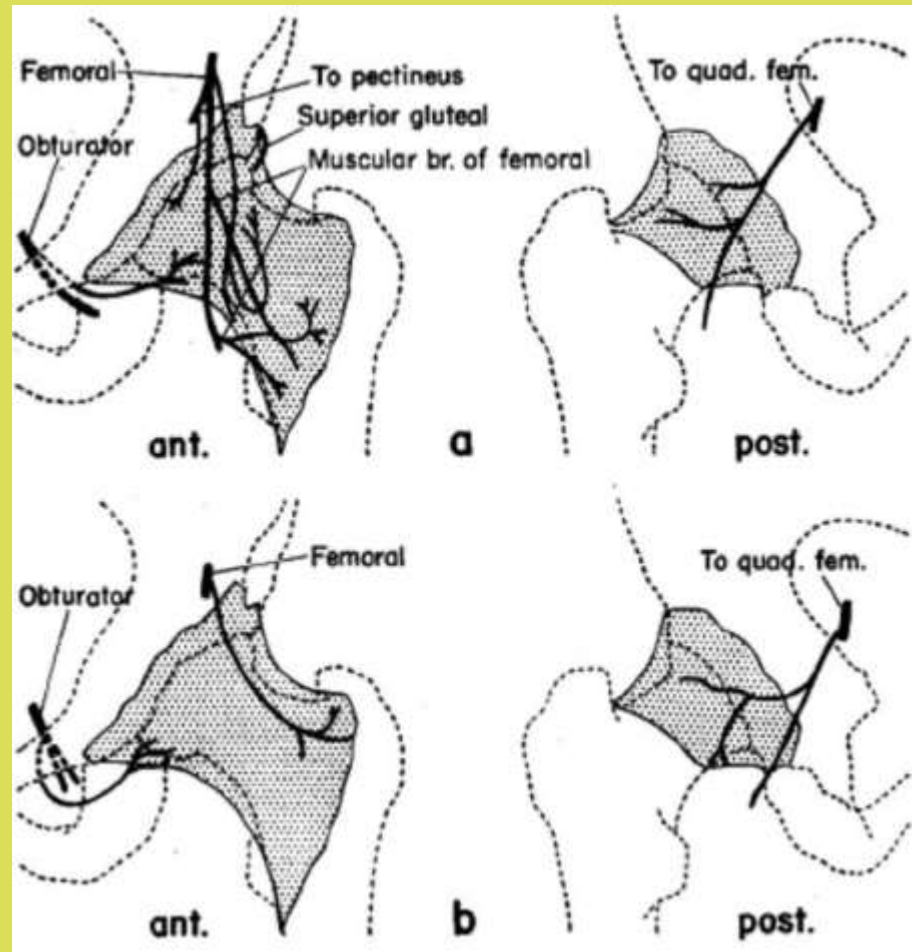 Femoral
To pectineus
Superior gluteal
Obturator
Muscular br. of femoral
To quad. fem.
ant.
a
post.
Femoral
Obturator
To quad. fem.
ant.
b
post.